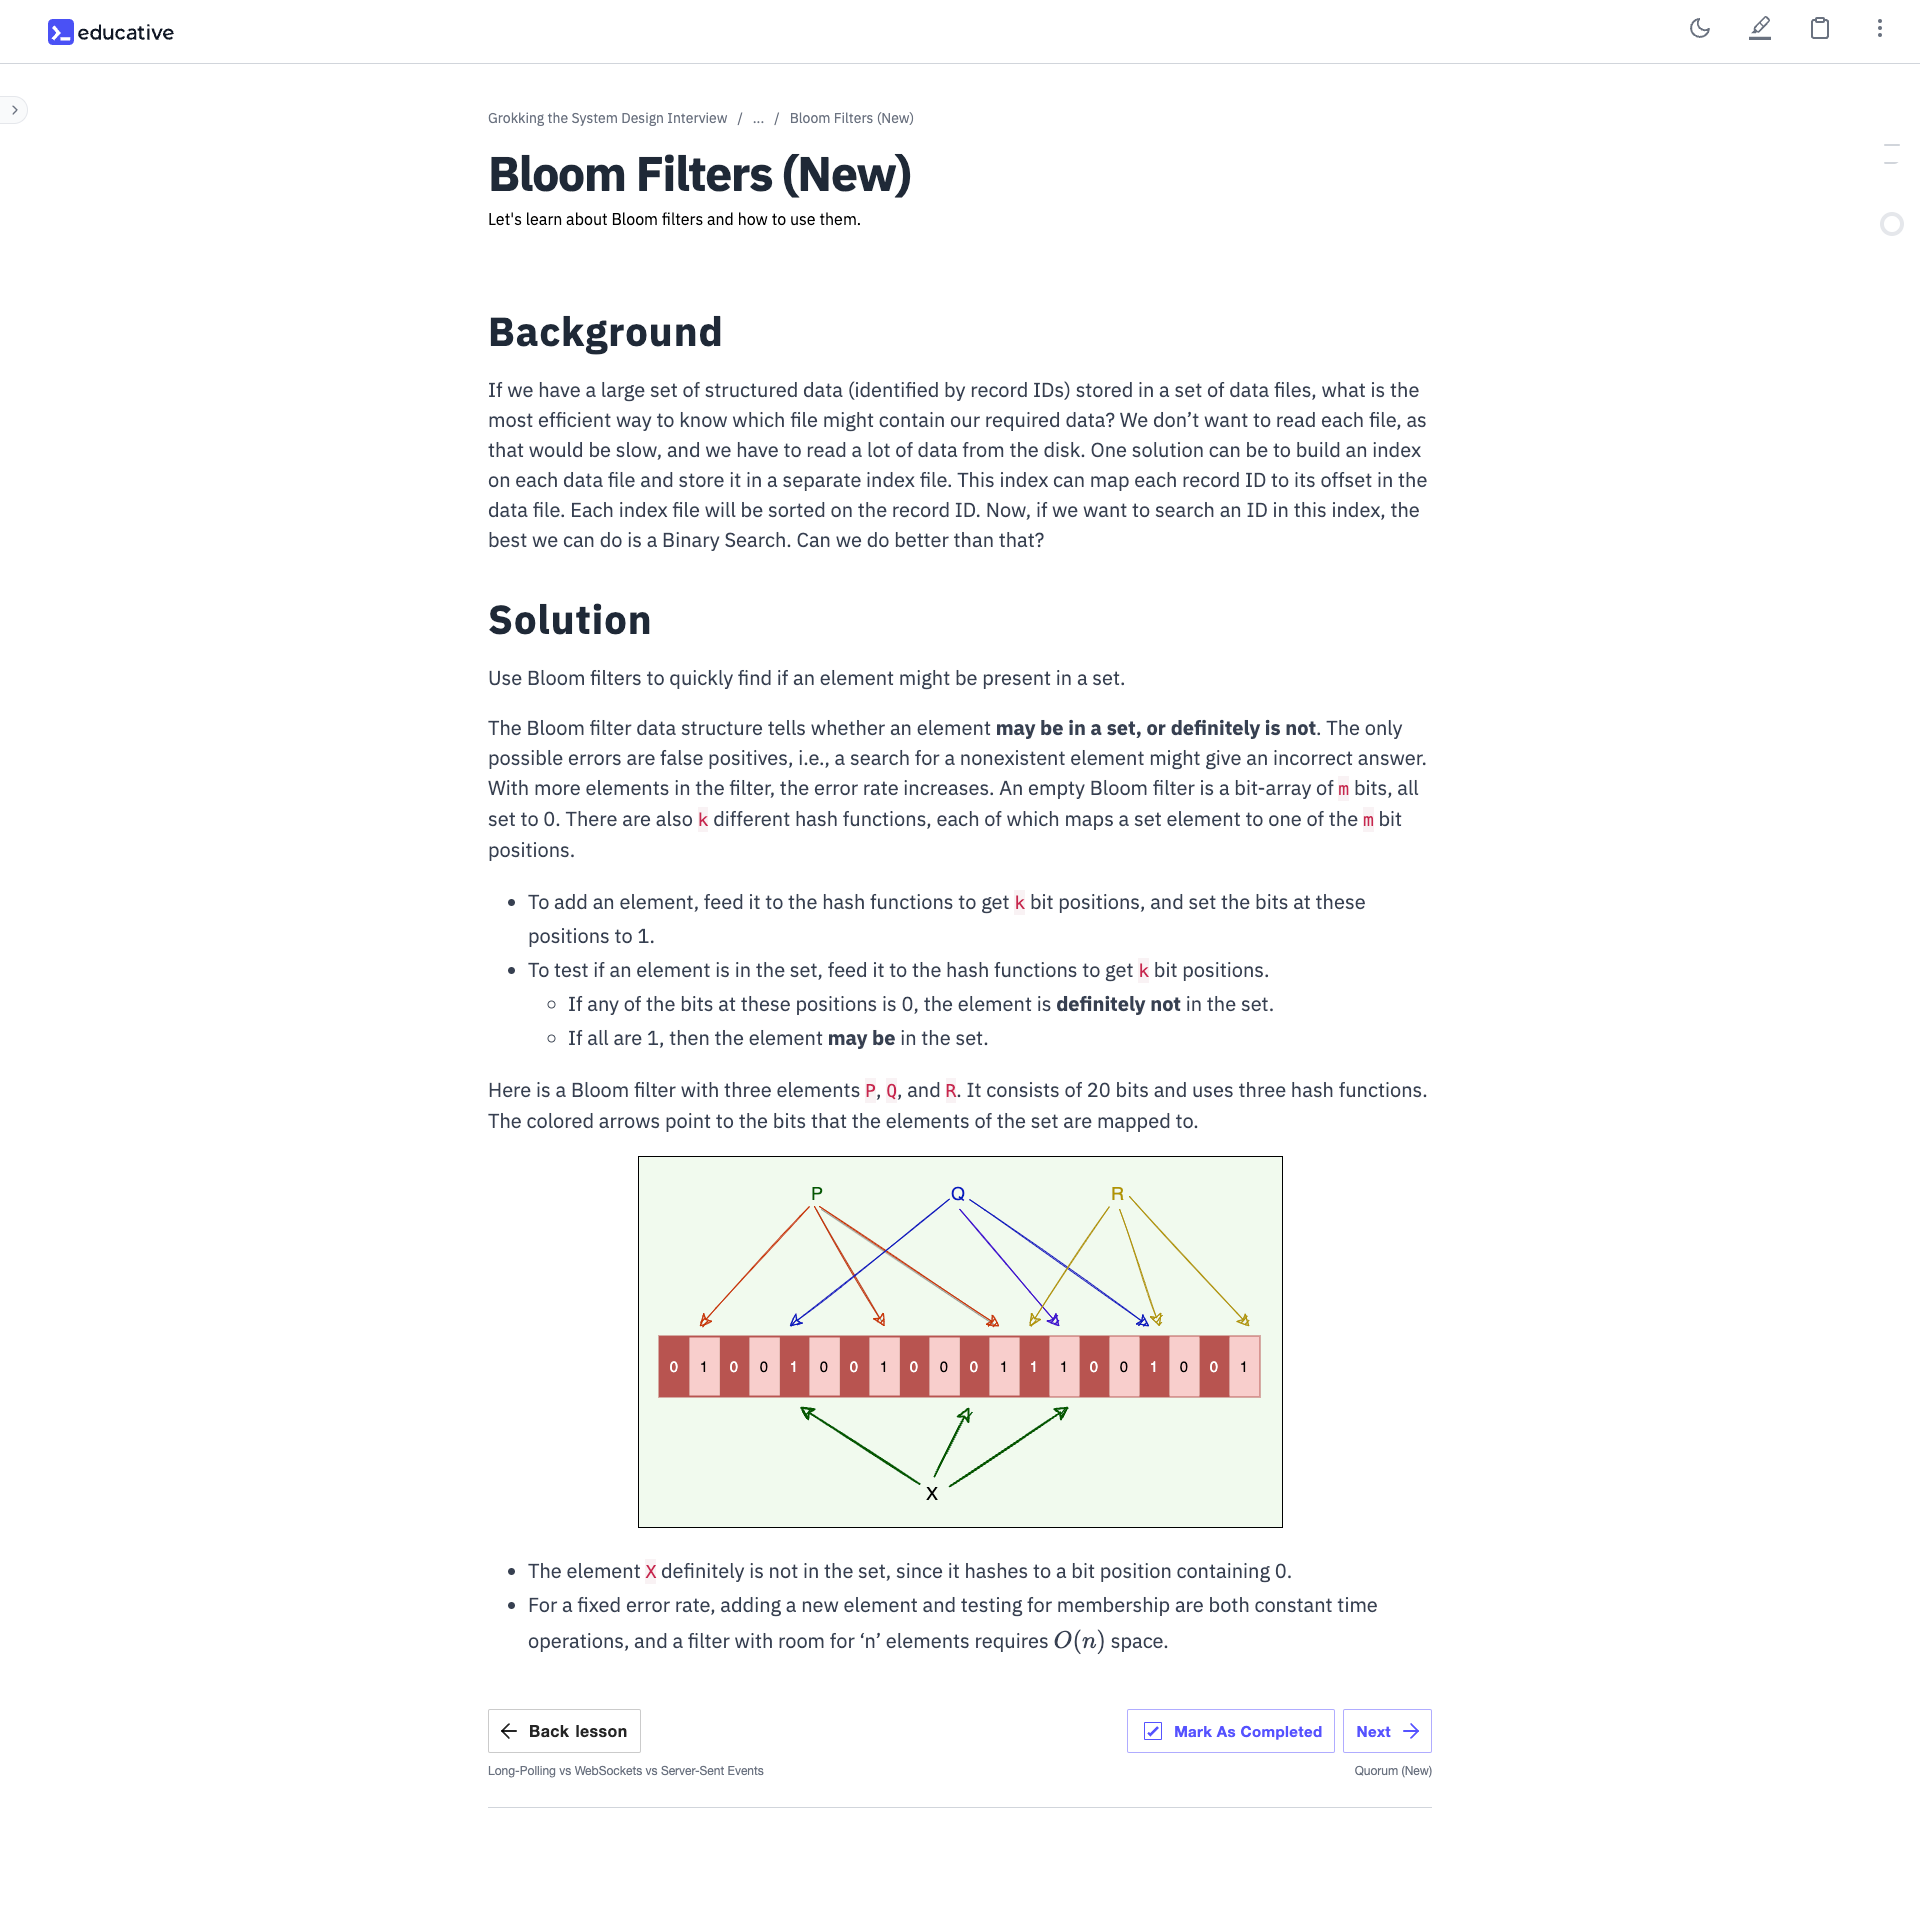 educative
Grokking the System Design Interview / ... / Bloom Filters (New)
Bloom Filters (New)
Let's learn about Bloom filters and how to use them.
Background
If we have a large set of structured data (identified by record IDs) stored in a set of data files, what is the
most efficient way to know which file might contain our required data? We don’t want to read each file, as
that would be slow, and we have to read a lot of data from the disk. One solution can be to build an index
on each data file and store it in a separate index file. This index can map each record ID to its offset in the
data file. Each index file will be sorted on the record ID. Now, if we want to search an ID in this index, the
best we can do is a Binary Search. Can we do better than that?
Solution
Use Bloom filters to quickly find if an element might be present in a set.
The Bloom filter data structure tells whether an element may be in a set, or definitely is not. The only
possible errors are false positives, i.e., a search for a nonexistent element might give an incorrect answer.
With more elements in the filter, the error rate increases. An empty Bloom filter is a bit-array of m bits, all
set to 0. There are also k different hash functions, each of which maps a set element to one of the m bit
positions.
• To add an element, feed it to the hash functions to get k bit positions, and set the bits at these
positions to 1.
• To test if an element is in the set, feed it to the hash functions to get k bit positions.
◦ If any of the bits at these positions is 0, the element is definitely not in the set.
◦ If all are 1, then the element may be in the set.
Here is a Bloom filter with three elements P, Q, and R. It consists of 20 bits and uses three hash functions.
The colored arrows point to the bits that the elements of the set are mapped to.
P Q R
0 1 0 0 1 0 0 1 0 0 0 1 1 1 0 0 1 0 0 1
X
• The element X definitely is not in the set, since it hashes to a bit position containing 0.
• For a fixed error rate, adding a new element and testing for membership are both constant time
operations, and a filter with room for ‘n’ elements requires O(n) space.
Back lesson Mark As Completed Next
Long-Polling vs WebSockets vs Server-Sent Events Quorum (New)